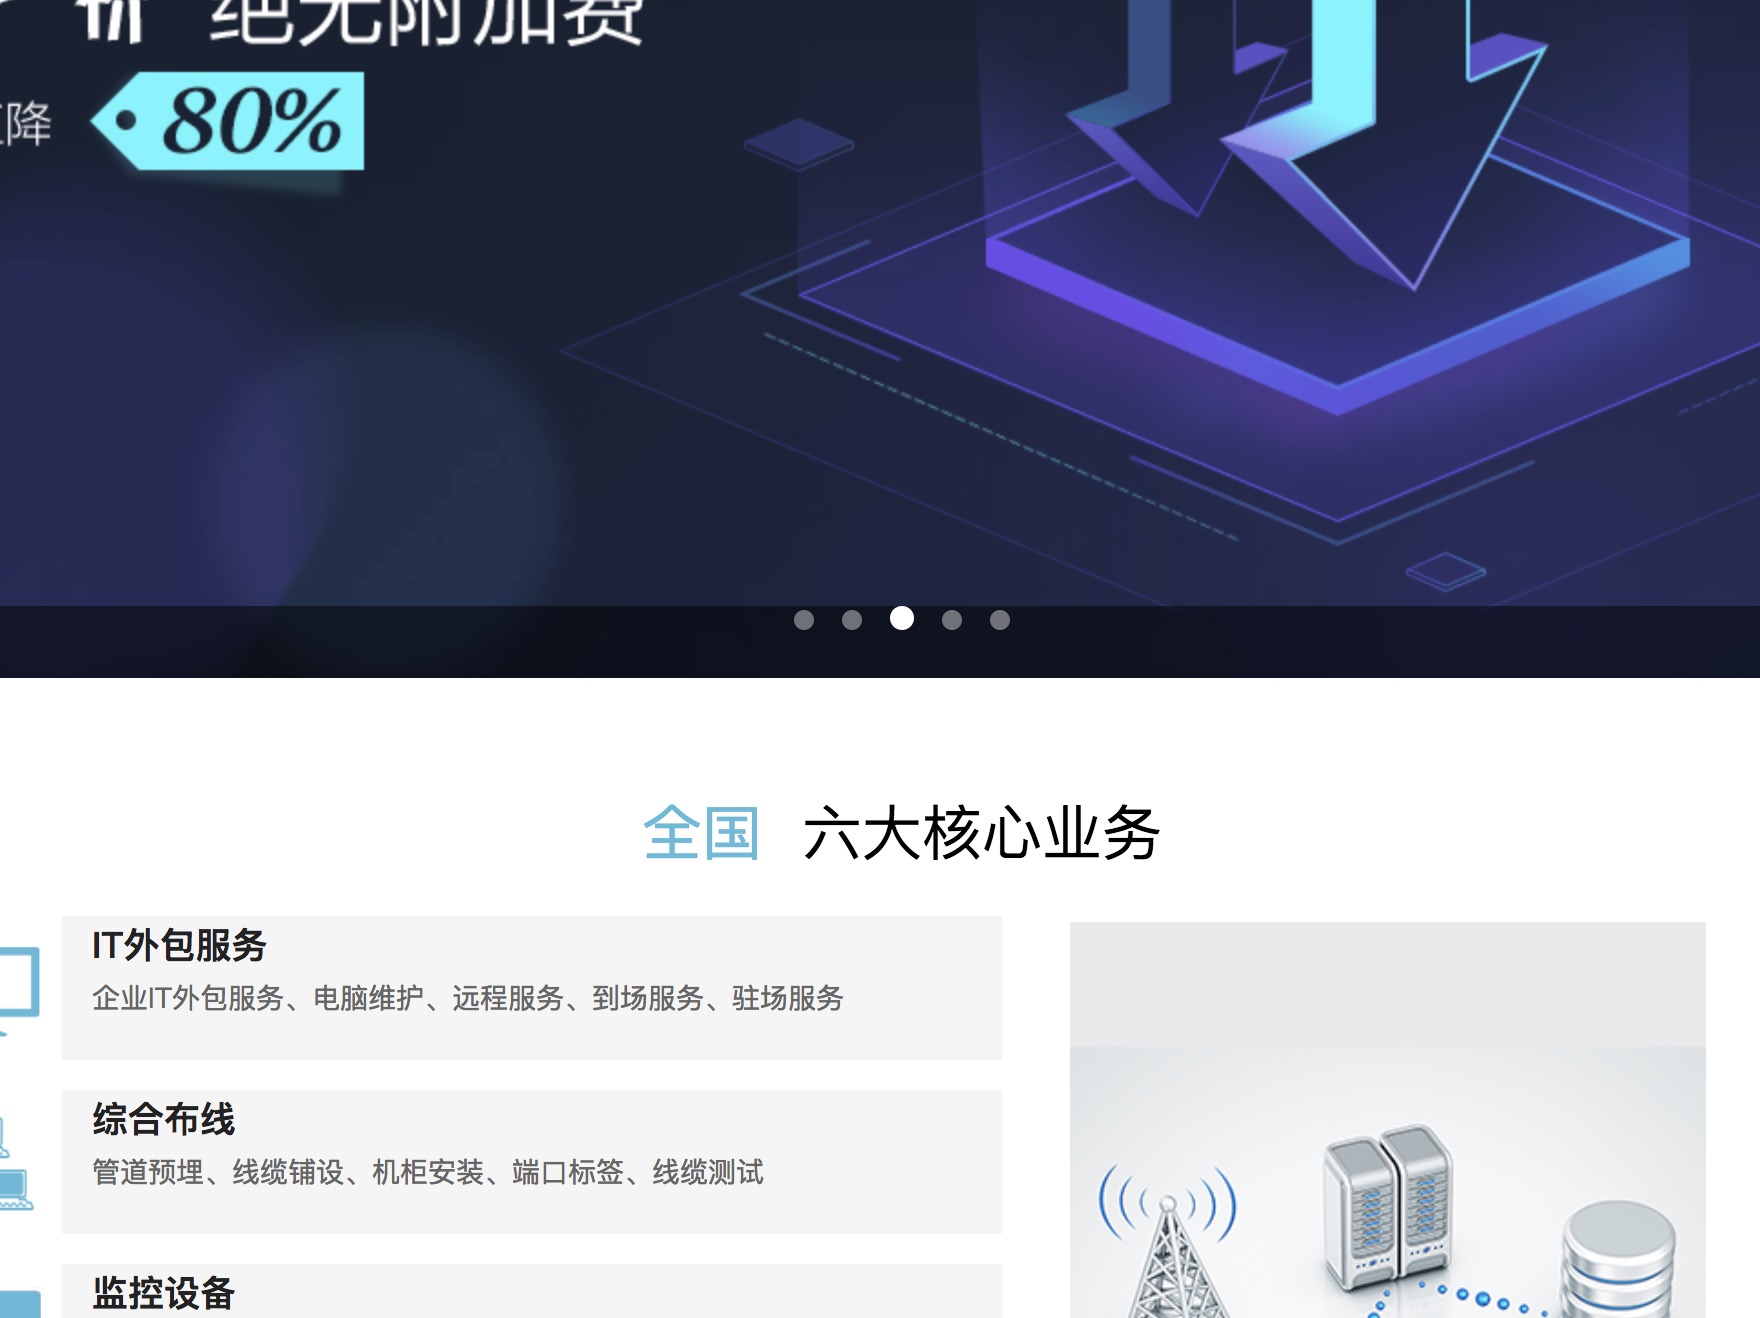 绝无附加费
降 80%
全国 六大核心业务
IT外包服务
企业IT外包服务、电脑维护、远程服务、到场服务、驻场服务
综合布线
管道预埋、线缆铺设、机柜安装、端口标签、线缆测试
监控设备